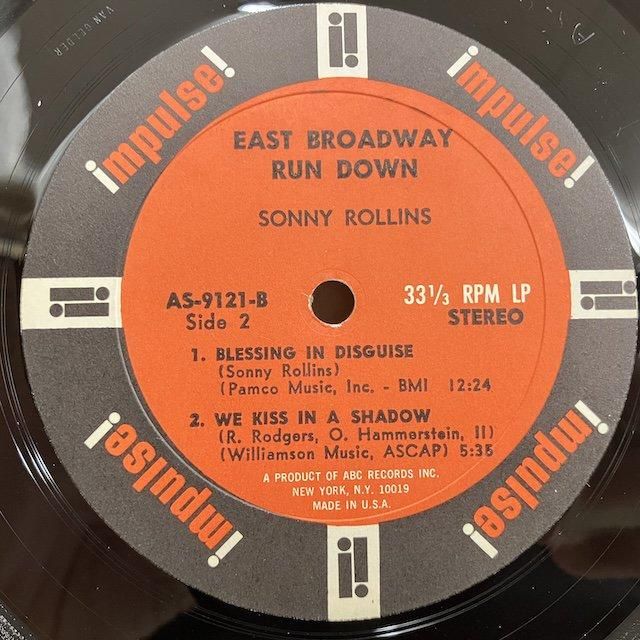 VAN GELDER
impulse!
impulse!
EAST BROADWAY
RUN DOWN
SONNY ROLLINS
AS-9121-B
Side 2
33⅓ RPM LP
STEREO
1. BLESSING IN DISGUISE
(Sonny Rollins)
(Pamco Music, Inc. - BMI 12:24
2. WE KISS IN A SHADOW
(R. Rodgers, O. Hammerstein, II)
(Williamson Music, ASCAP) 5:35
A PRODUCT OF ABC RECORDS INC.
NEW YORK, N.Y. 10019
MADE IN U.S.A.
impulse!
impulse!